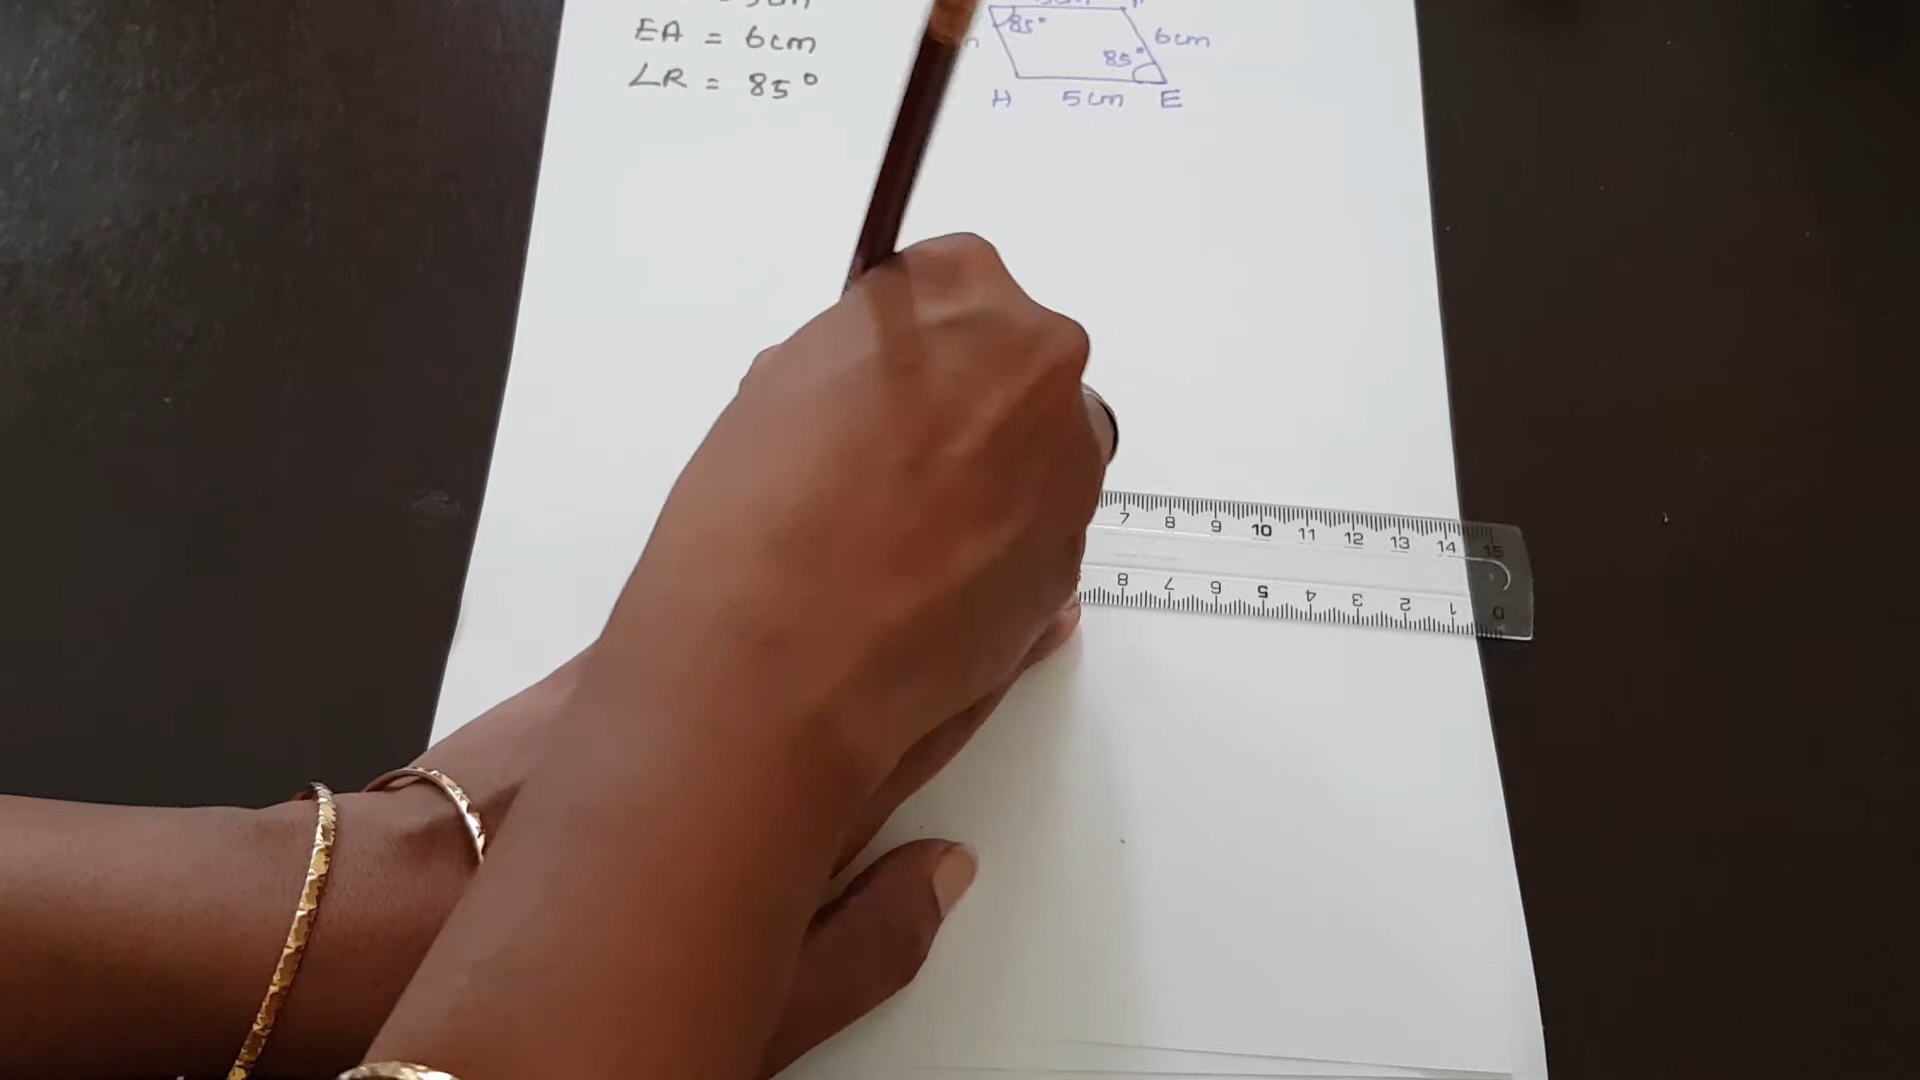 EA = 6cm
∠R = 85°
85°
6cm
85°
H 5cm E
7 8 9 10 11 12 13 14 15
8 7 6 5 4 3 2 1 0